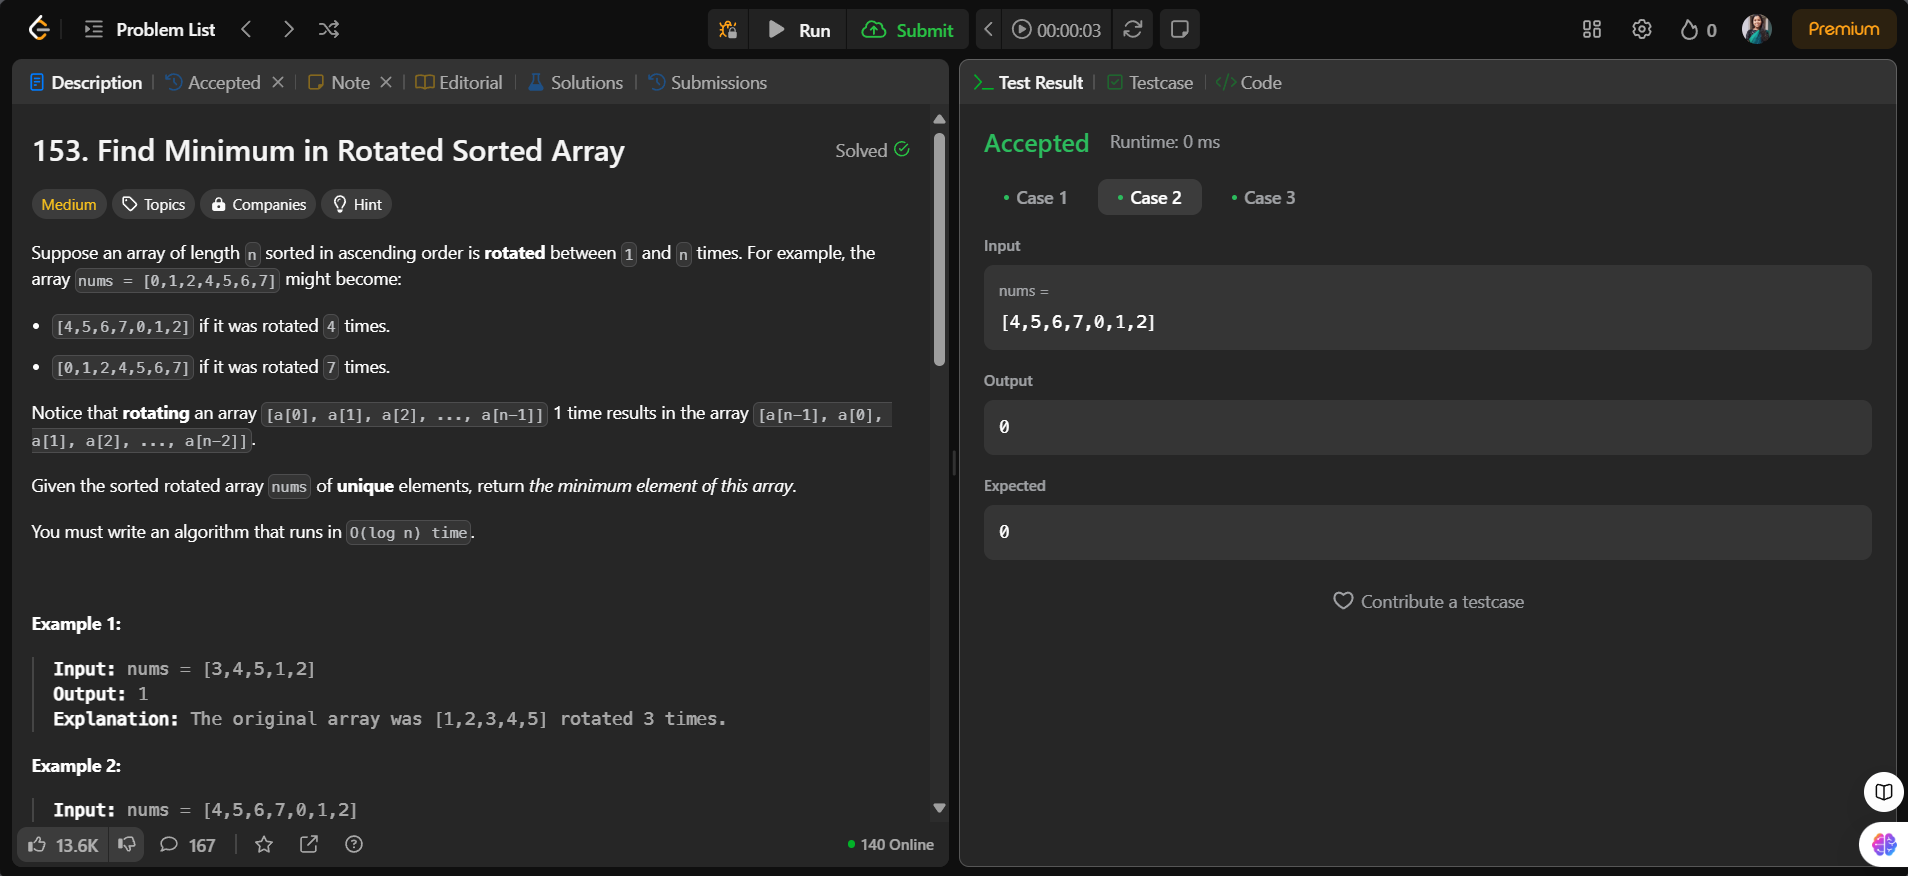 Problem List
Run
Submit
00:00:03
0
Premium
Description
Accepted
Note
Editorial
Solutions
Submissions
153. Find Minimum in Rotated Sorted Array
Solved
Medium
Topics
Companies
Hint
Suppose an array of length n sorted in ascending order is rotated between 1 and n times. For example, the
array nums = [0,1,2,4,5,6,7] might become:
• [4,5,6,7,0,1,2] if it was rotated 4 times.
• [0,1,2,4,5,6,7] if it was rotated 7 times.
Notice that rotating an array [a[0], a[1], a[2], ..., a[n-1]] 1 time results in the array [a[n-1], a[0],
a[1], a[2], ..., a[n-2]].
Given the sorted rotated array nums of unique elements, return the minimum element of this array.
You must write an algorithm that runs in O(log n) time.
Example 1:
Input: nums = [3,4,5,1,2]
Output: 1
Explanation: The original array was [1,2,3,4,5] rotated 3 times.
Example 2:
Input: nums = [4,5,6,7,0,1,2]
13.6K
167
140 Online
Test Result
Testcase
Code
Accepted
Runtime: 0 ms
• Case 1
• Case 2
• Case 3
Input
nums =
[4,5,6,7,0,1,2]
Output
0
Expected
0
Contribute a testcase